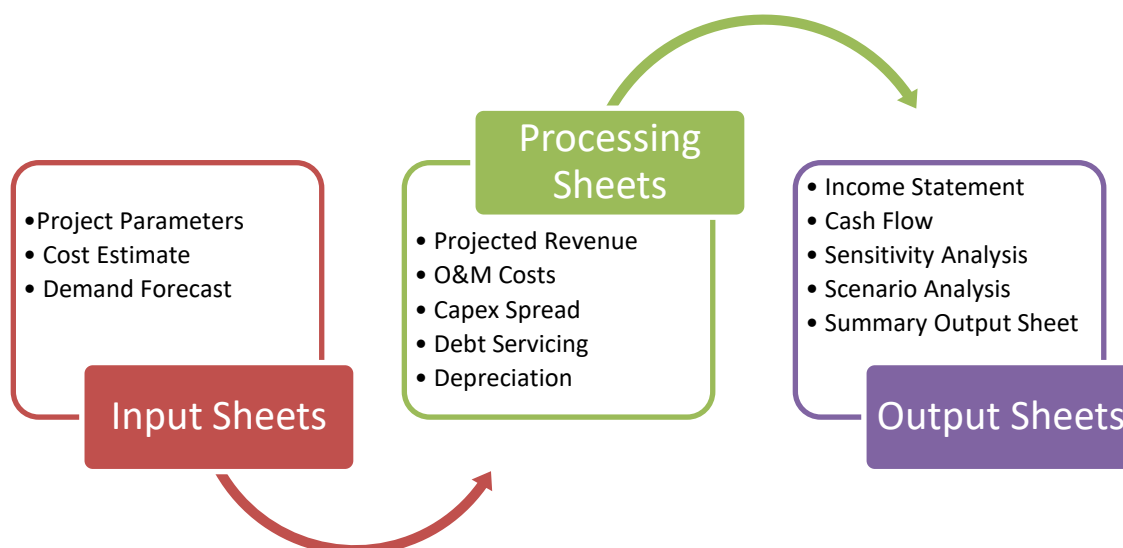 •Project Parameters
• Cost Estimate
• Demand Forecast
Input Sheets
Processing
Sheets
• Projected Revenue
• O&M Costs
• Capex Spread
• Debt Servicing
• Depreciation
• Income Statement
• Cash Flow
• Sensitivity Analysis
• Scenario Analysis
• Summary Output Sheet
Output Sheets